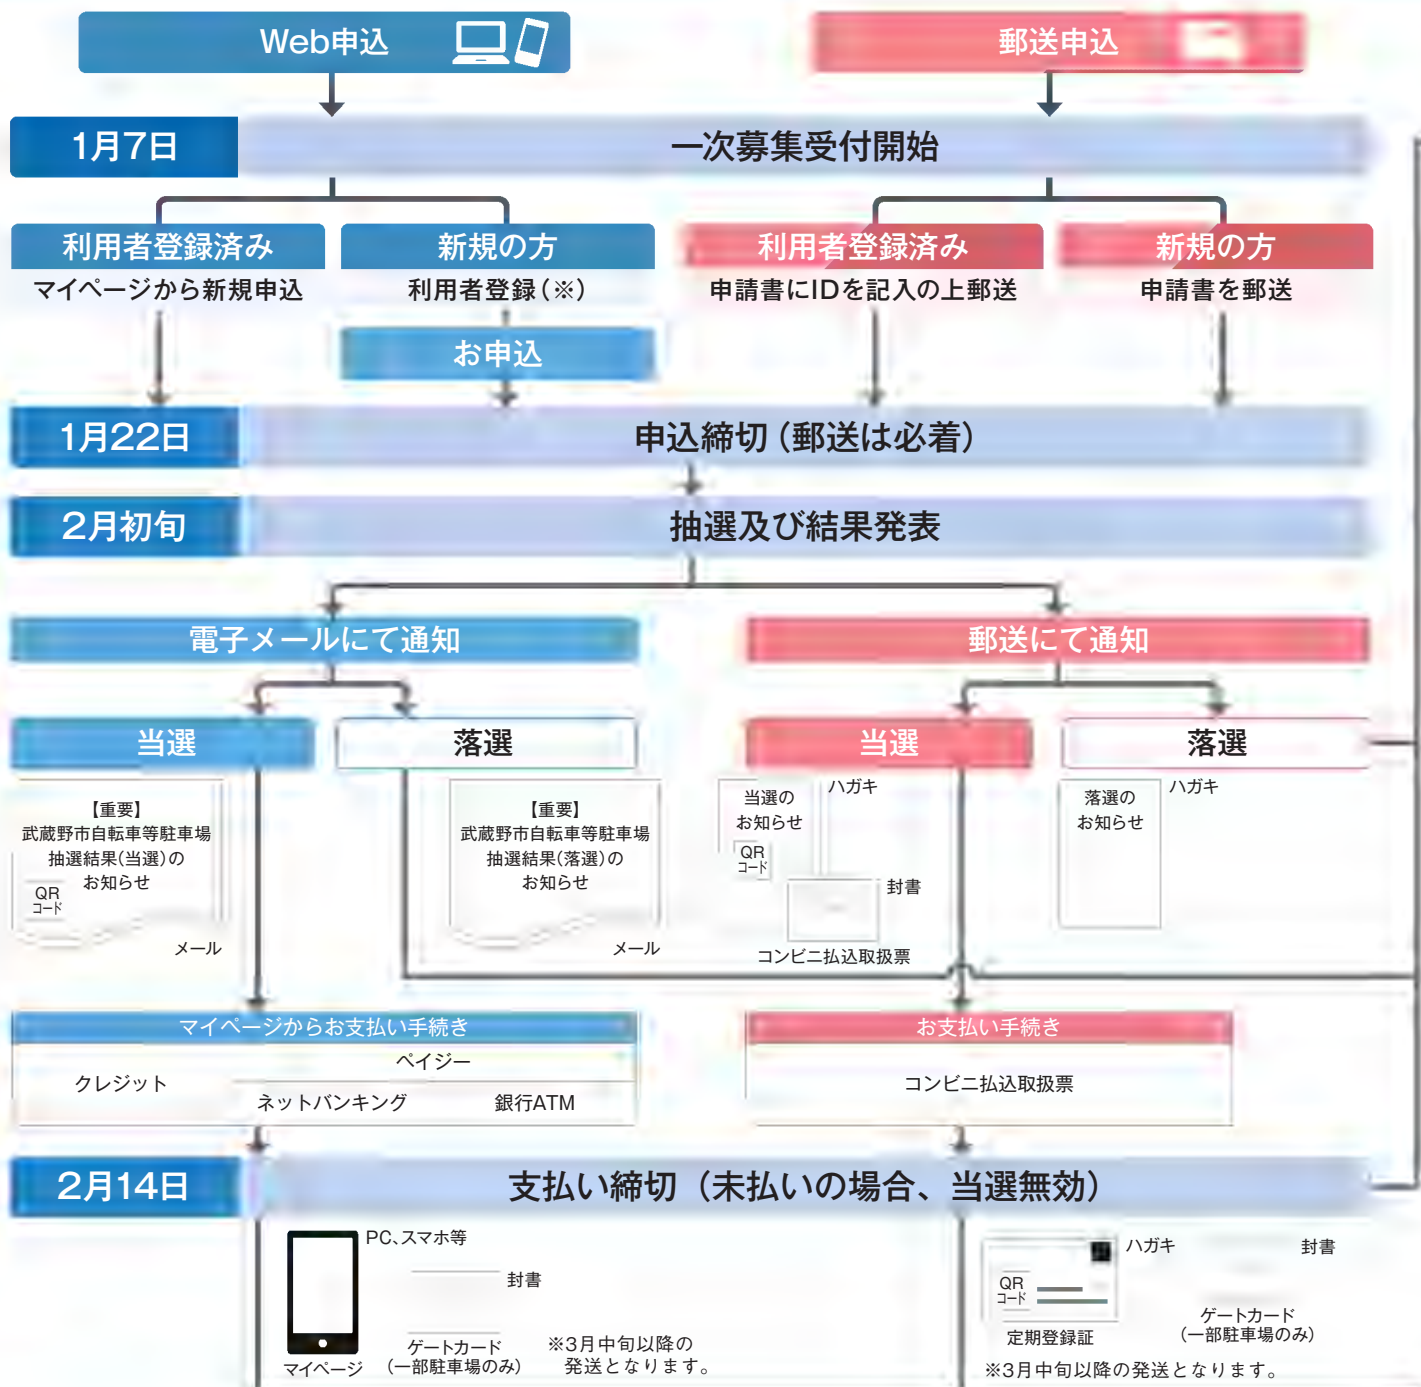 Web申込
郵送申込
1月7日
一次募集受付開始
利用者登録済み
新規の方
利用者登録済み
新規の方
マイページから新規申込
利用者登録(※)
申請書にIDを記入の上郵送
申請書を郵送
お申込
1月22日
申込締切(郵送は必着)
2月初旬
抽選及び結果発表
電子メールにて通知
郵送にて通知
当選
落選
当選
落選
【重要】
武蔵野市自転車等駐車場
抽選結果(当選)の
お知らせ
QR
コード
メール
【重要】
武蔵野市自転車等駐車場
抽選結果(落選)の
お知らせ
メール
当選の
お知らせ
QR
コード
ハガキ
封書
コンビニ払込取扱票
落選の
お知らせ
ハガキ
マイページからお支払い手続き
クレジット
ペイジー
ネットバンキング
銀行ATM
お支払い手続き
コンビニ払込取扱票
2月14日
支払い締切(未払いの場合、当選無効)
PC、スマホ等
マイページ
封書
ゲートカード
(一部駐車場のみ)
※3月中旬以降の
発送となります。
ハガキ
QR
コード
定期登録証
封書
ゲートカード
(一部駐車場のみ)
※3月中旬以降の発送となります。